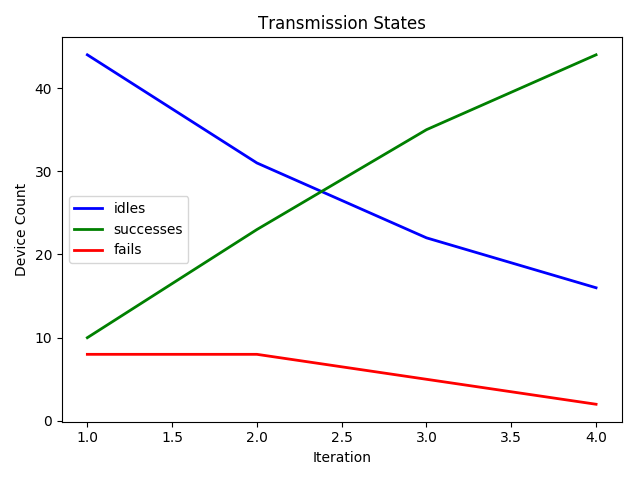 Transmission States
Device Count
40
30
20
10
0
idles
successes
fails
1.0 1.5 2.0 2.5 3.0 3.5 4.0
Iteration